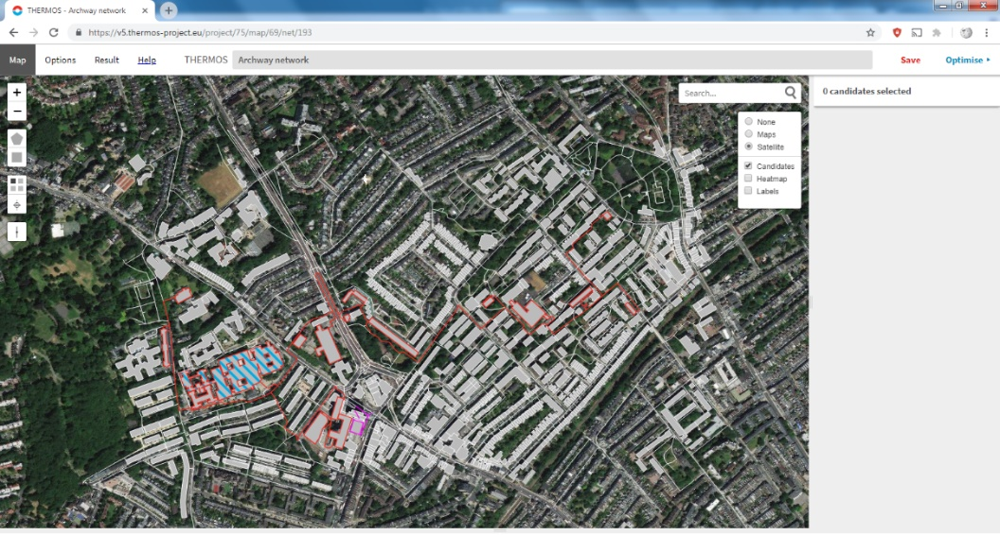 THERMOS - Archway network
https://v5.thermos-project.eu/project/75/map/69/net/193
Map Options Result Help THERMOS Archway network Save Optimise
0 candidates selected
Search...
None
Maps
Satellite
Candidates
Heatmap
Labels